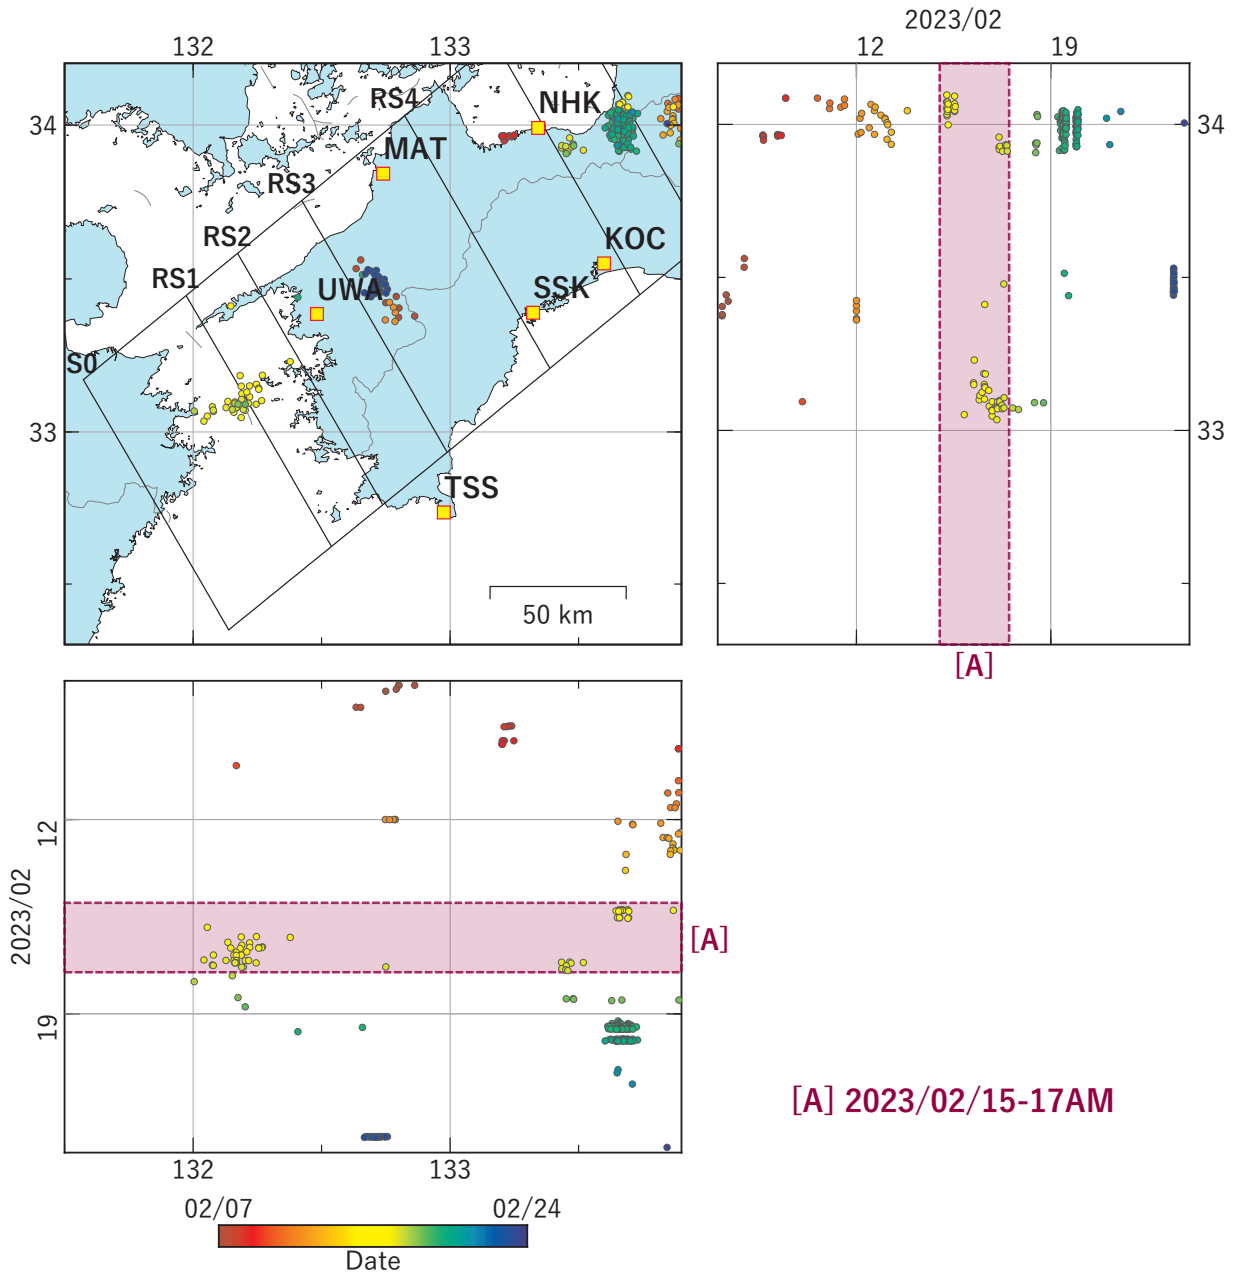 2023/02
132
133
12
19
RS4
NHK
34
MAT
34
RS3
RS2
KOC
RS1
UWA
SSK
S0
33
33
TSS
50 km
[A]
12
2023/02
[A]
19
[A] 2023/02/15-17AM
132
133
02/07
02/24
Date